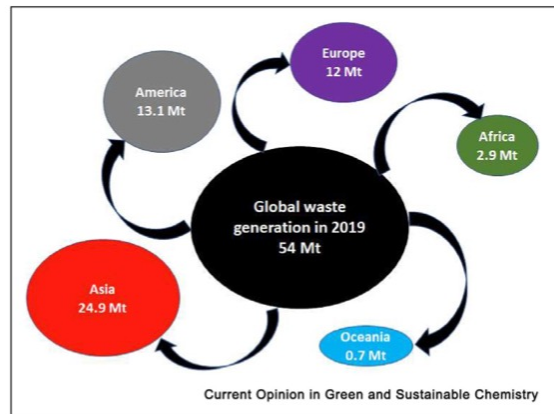 Europe
12 Mt
America
13.1 Mt
Africa
2.9 Mt
Global waste
generation in 2019
54 Mt
Asia
24.9 Mt
Oceania
0.7 Mt
Current Opinion in Green and Sustainable Chemistry